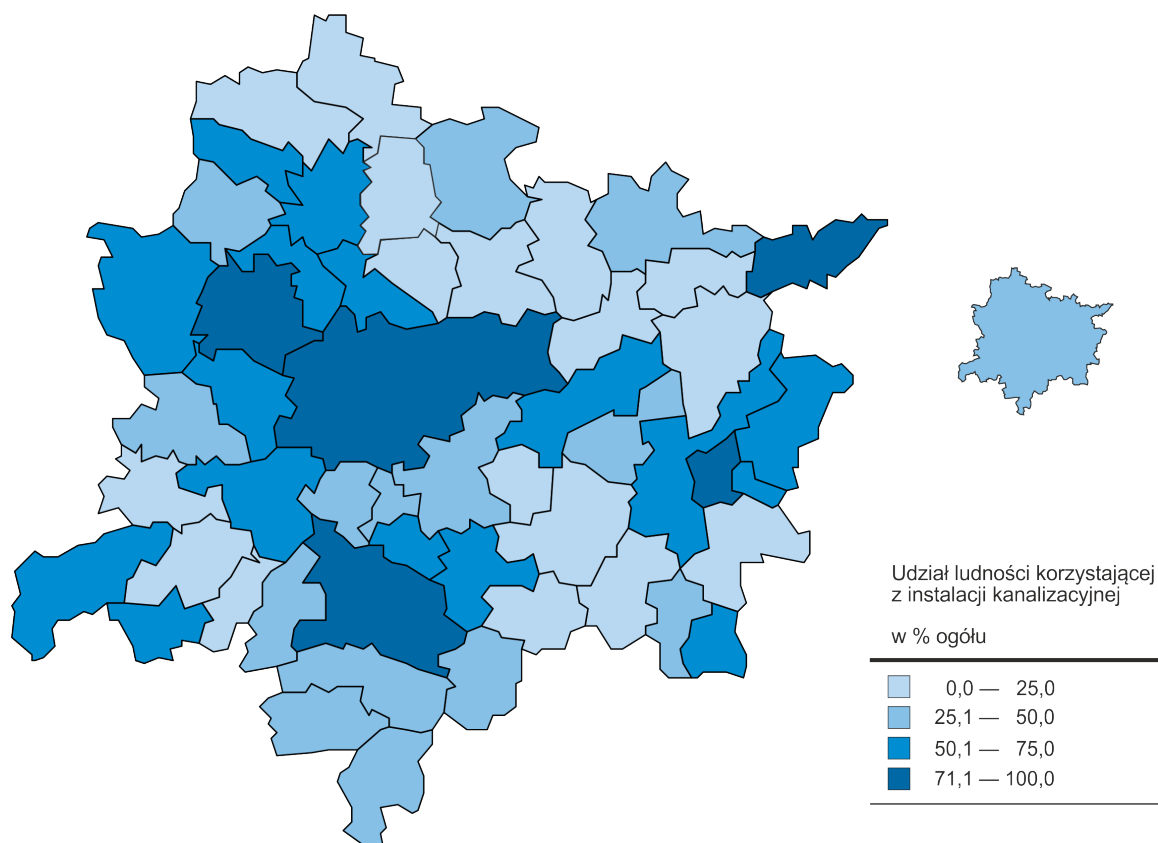 Udział ludności korzystającej
z instalacji kanalizacyjnej
w % ogółu
0,0 — 25,0
25,1 — 50,0
50,1 — 75,0
71,1 — 100,0